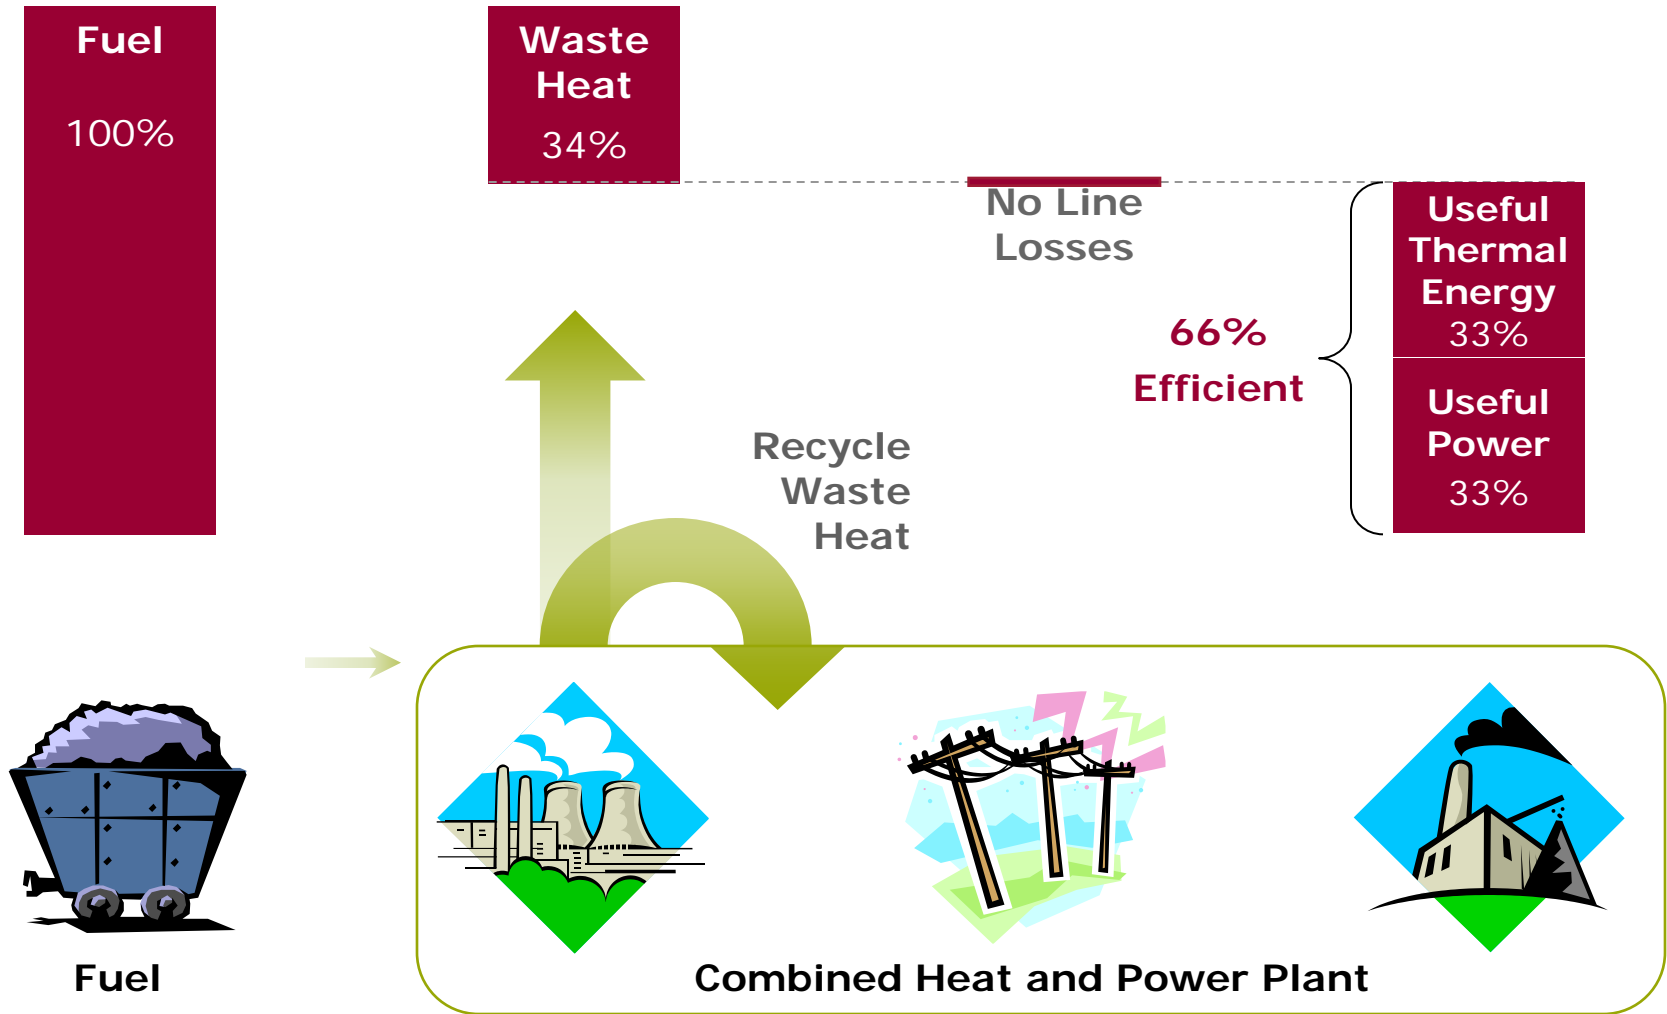 Fuel
100%
Waste
Heat
34%
No Line
Losses
66%
Efficient
Useful
Thermal
Energy
33%
Useful
Power
33%
Recycle
Waste
Heat
Fuel
Combined Heat and Power Plant